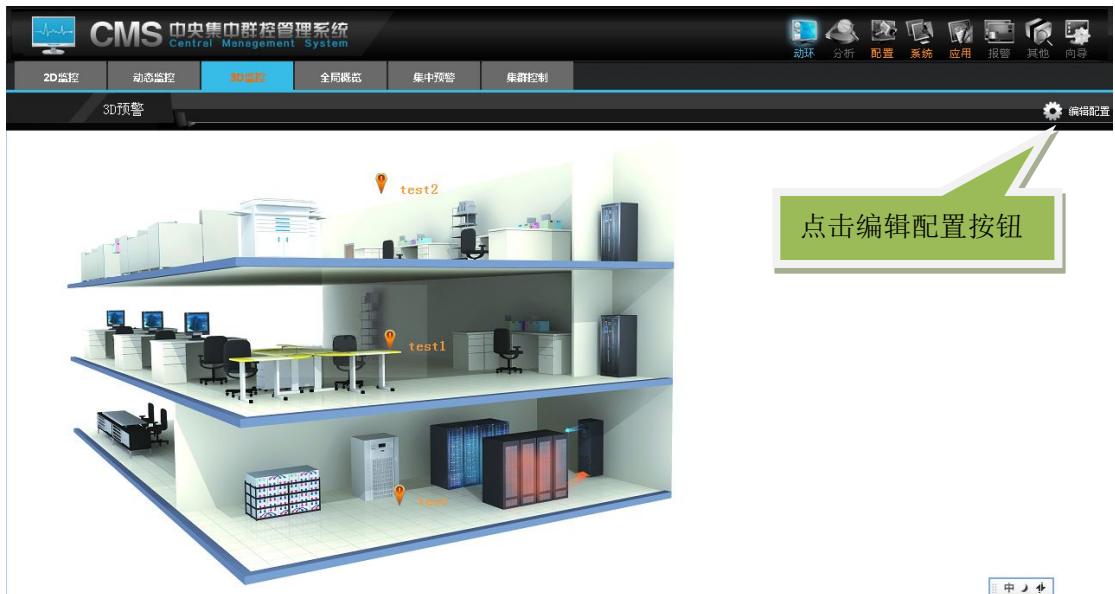 CMS 中央集中群控管理系统
Central Management System
动环 分析 配置 系统 应用 报警 其他 向导
2D监控 动态监控 3D监控 全局概览 集中预警 集群控制
3D预警 编辑配置
test2
点击编辑配置按钮
test1
test
中